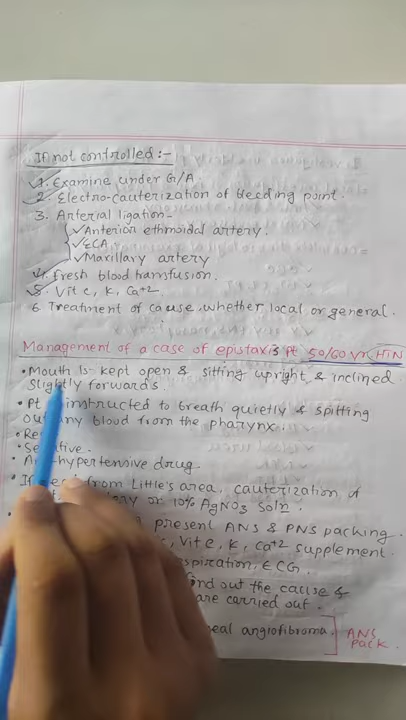 If not controlled :-
1. Examine under G/A.
2. Electro-cauterization of bleeding point.
3. Arterial ligation-
Anterior ethmoidal artery.
ECA
Maxillary artery
4. Fresh blood transfusion.
5. Vit C, K, Ca+2.
6. Treatment of cause, whether local or general.
Management of a case of epistaxis Pt 50/60 Yr HTN
• Mouth is kept open & sitting upright & inclined
slightly forwards.
• Pt instructed to breath quietly & spitting
any blood from the pharynx.
•
•
• hypertensive drug.
• If from Little's area, cauterization of
or 10% AgNO3 soln.
present ANS & PNS packing.
Vit C, K, Ca+2 supplement.
ECG.
out the cause &
are carried out.
angiofibroma. ANS
pack.